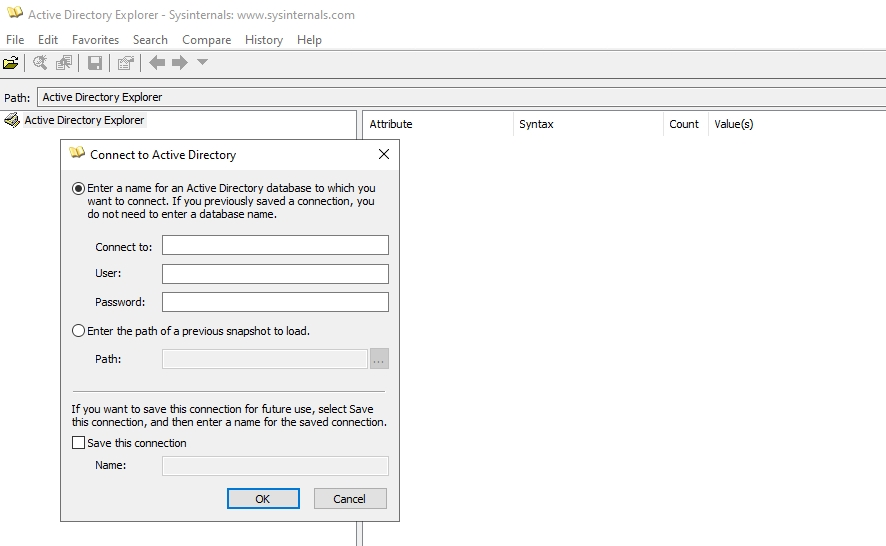 Active Directory Explorer - Sysinternals: www.sysinternals.com
File Edit Favorites Search Compare History Help
Path: Active Directory Explorer
Active Directory Explorer
Attribute Syntax Count Value(s)
Connect to Active Directory
Enter a name for an Active Directory database to which you
want to connect. If you previously saved a connection, you
do not need to enter a database name.
Connect to:
User:
Password:
Enter the path of a previous snapshot to load.
Path: ...
If you want to save this connection for future use, select Save
this connection, and then enter a name for the saved connection.
Save this connection
Name:
OK Cancel